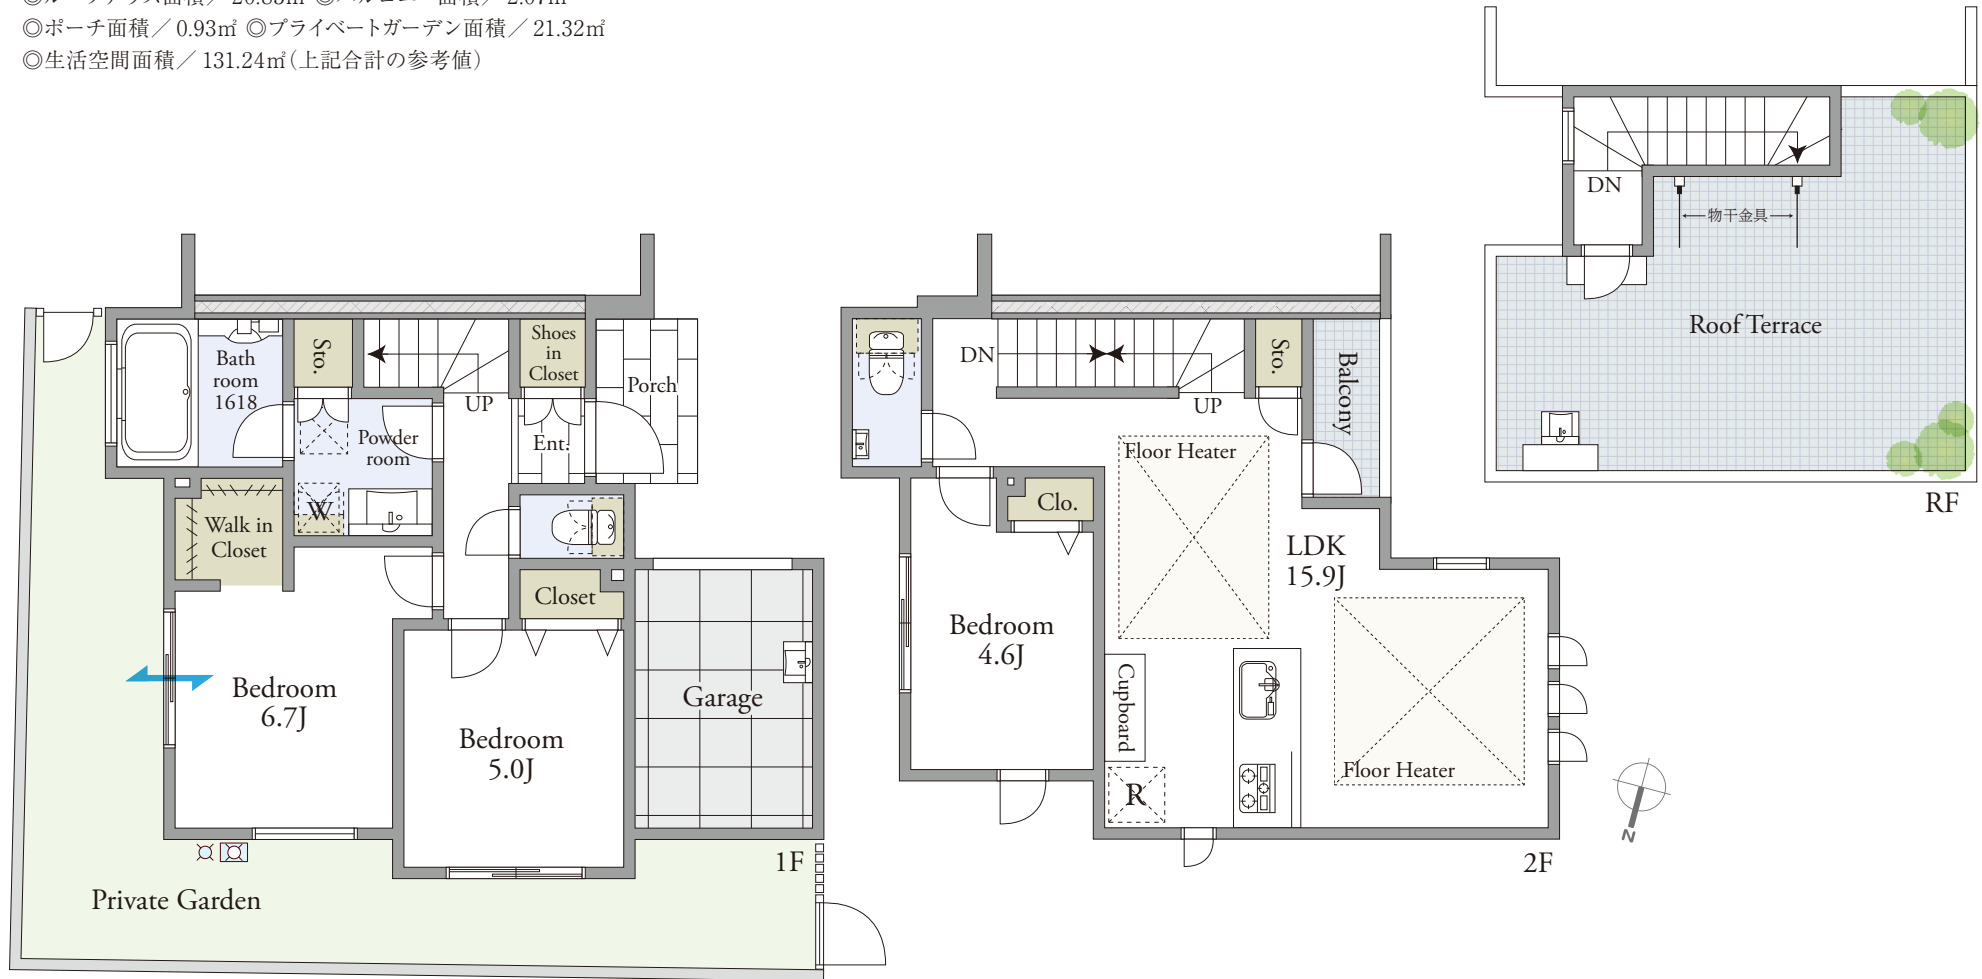 ◎ポーチ面積／ 0.93㎡ ◎プライベートガーデン面積／ 21.32㎡
◎生活空間面積／ 131.24㎡（上記合計の参考値）
DN
物干金具
Roof Terrace
RF
Bath
room
1618
Sto.
UP
Shoes
in
Closet
Porch
Powder
room
Ent.
W
Walk in
Closet
Closet
Bedroom
6.7J
Bedroom
5.0J
Garage
1F
Private Garden
DN
UP
Sto.
Balcony
Floor Heater
Clo.
LDK
15.9J
Bedroom
4.6J
Cupboard
R
Floor Heater
2F
N